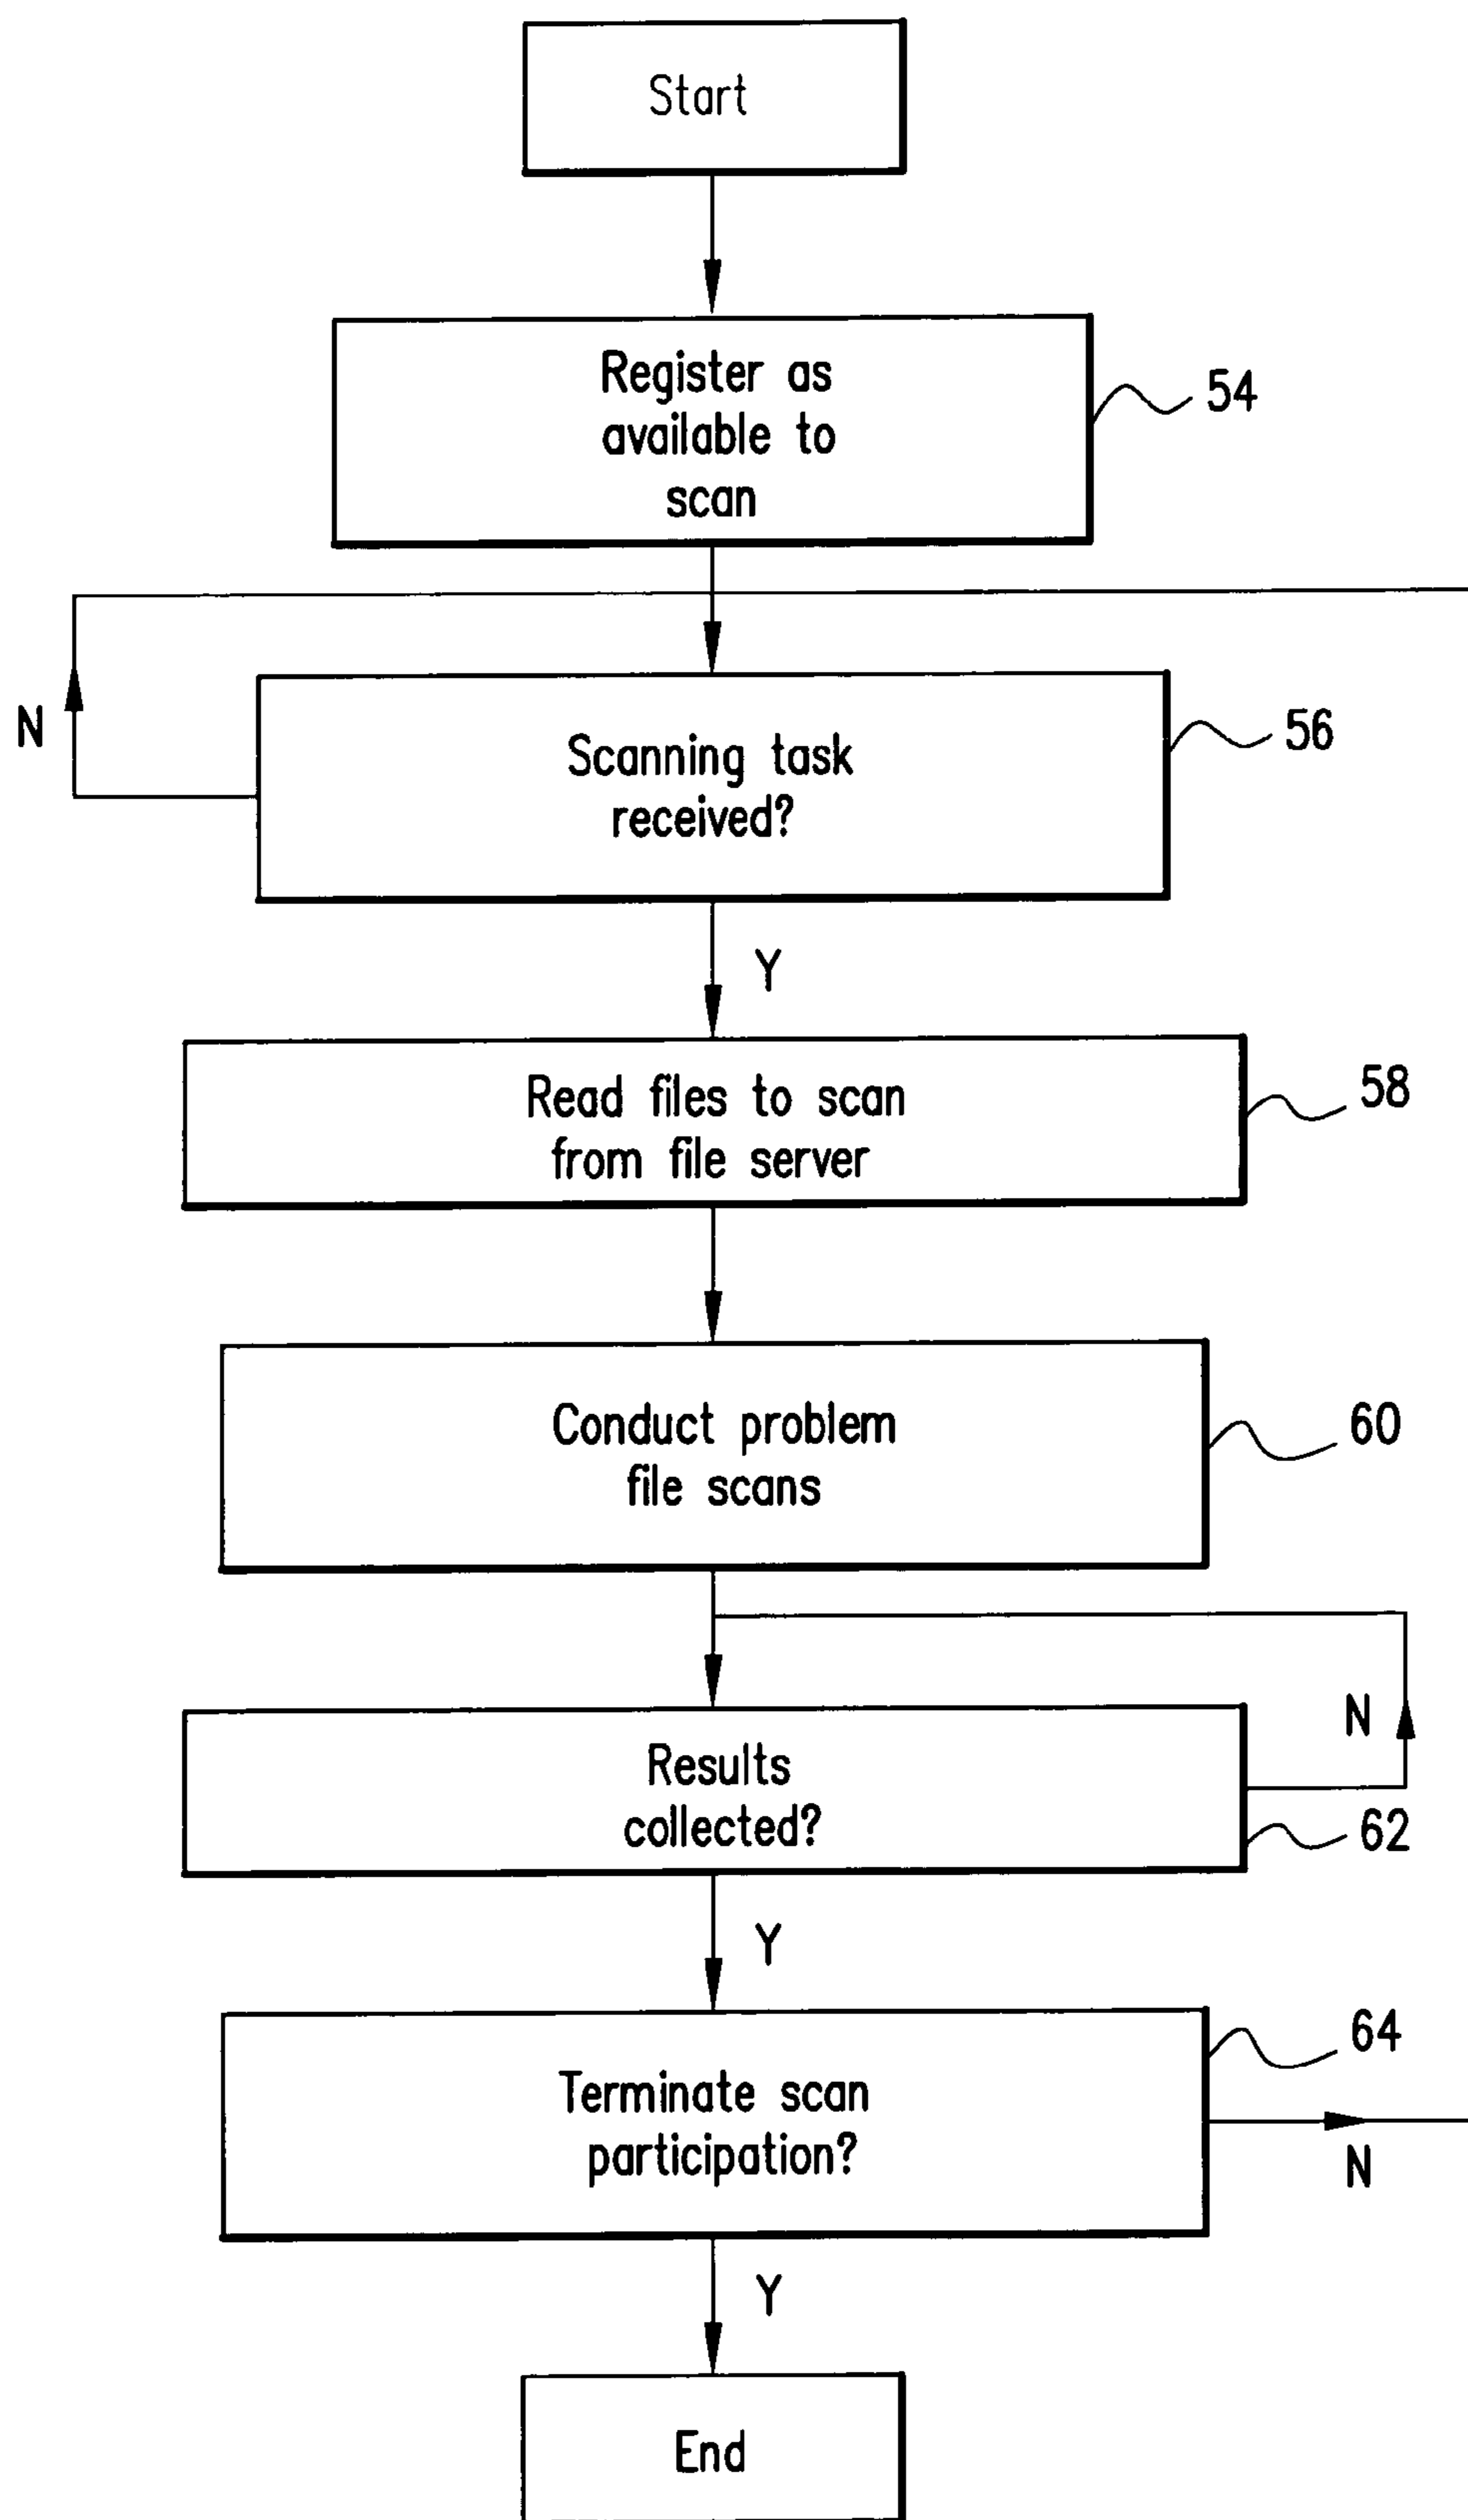 Start
Register as
available to
scan
54
N
Scanning task
received?
56
Y
Read files to scan
from file server
58
Conduct problem
file scans
60
N
Results
collected?
62
Y
Terminate scan
participation?
64
N
Y
End